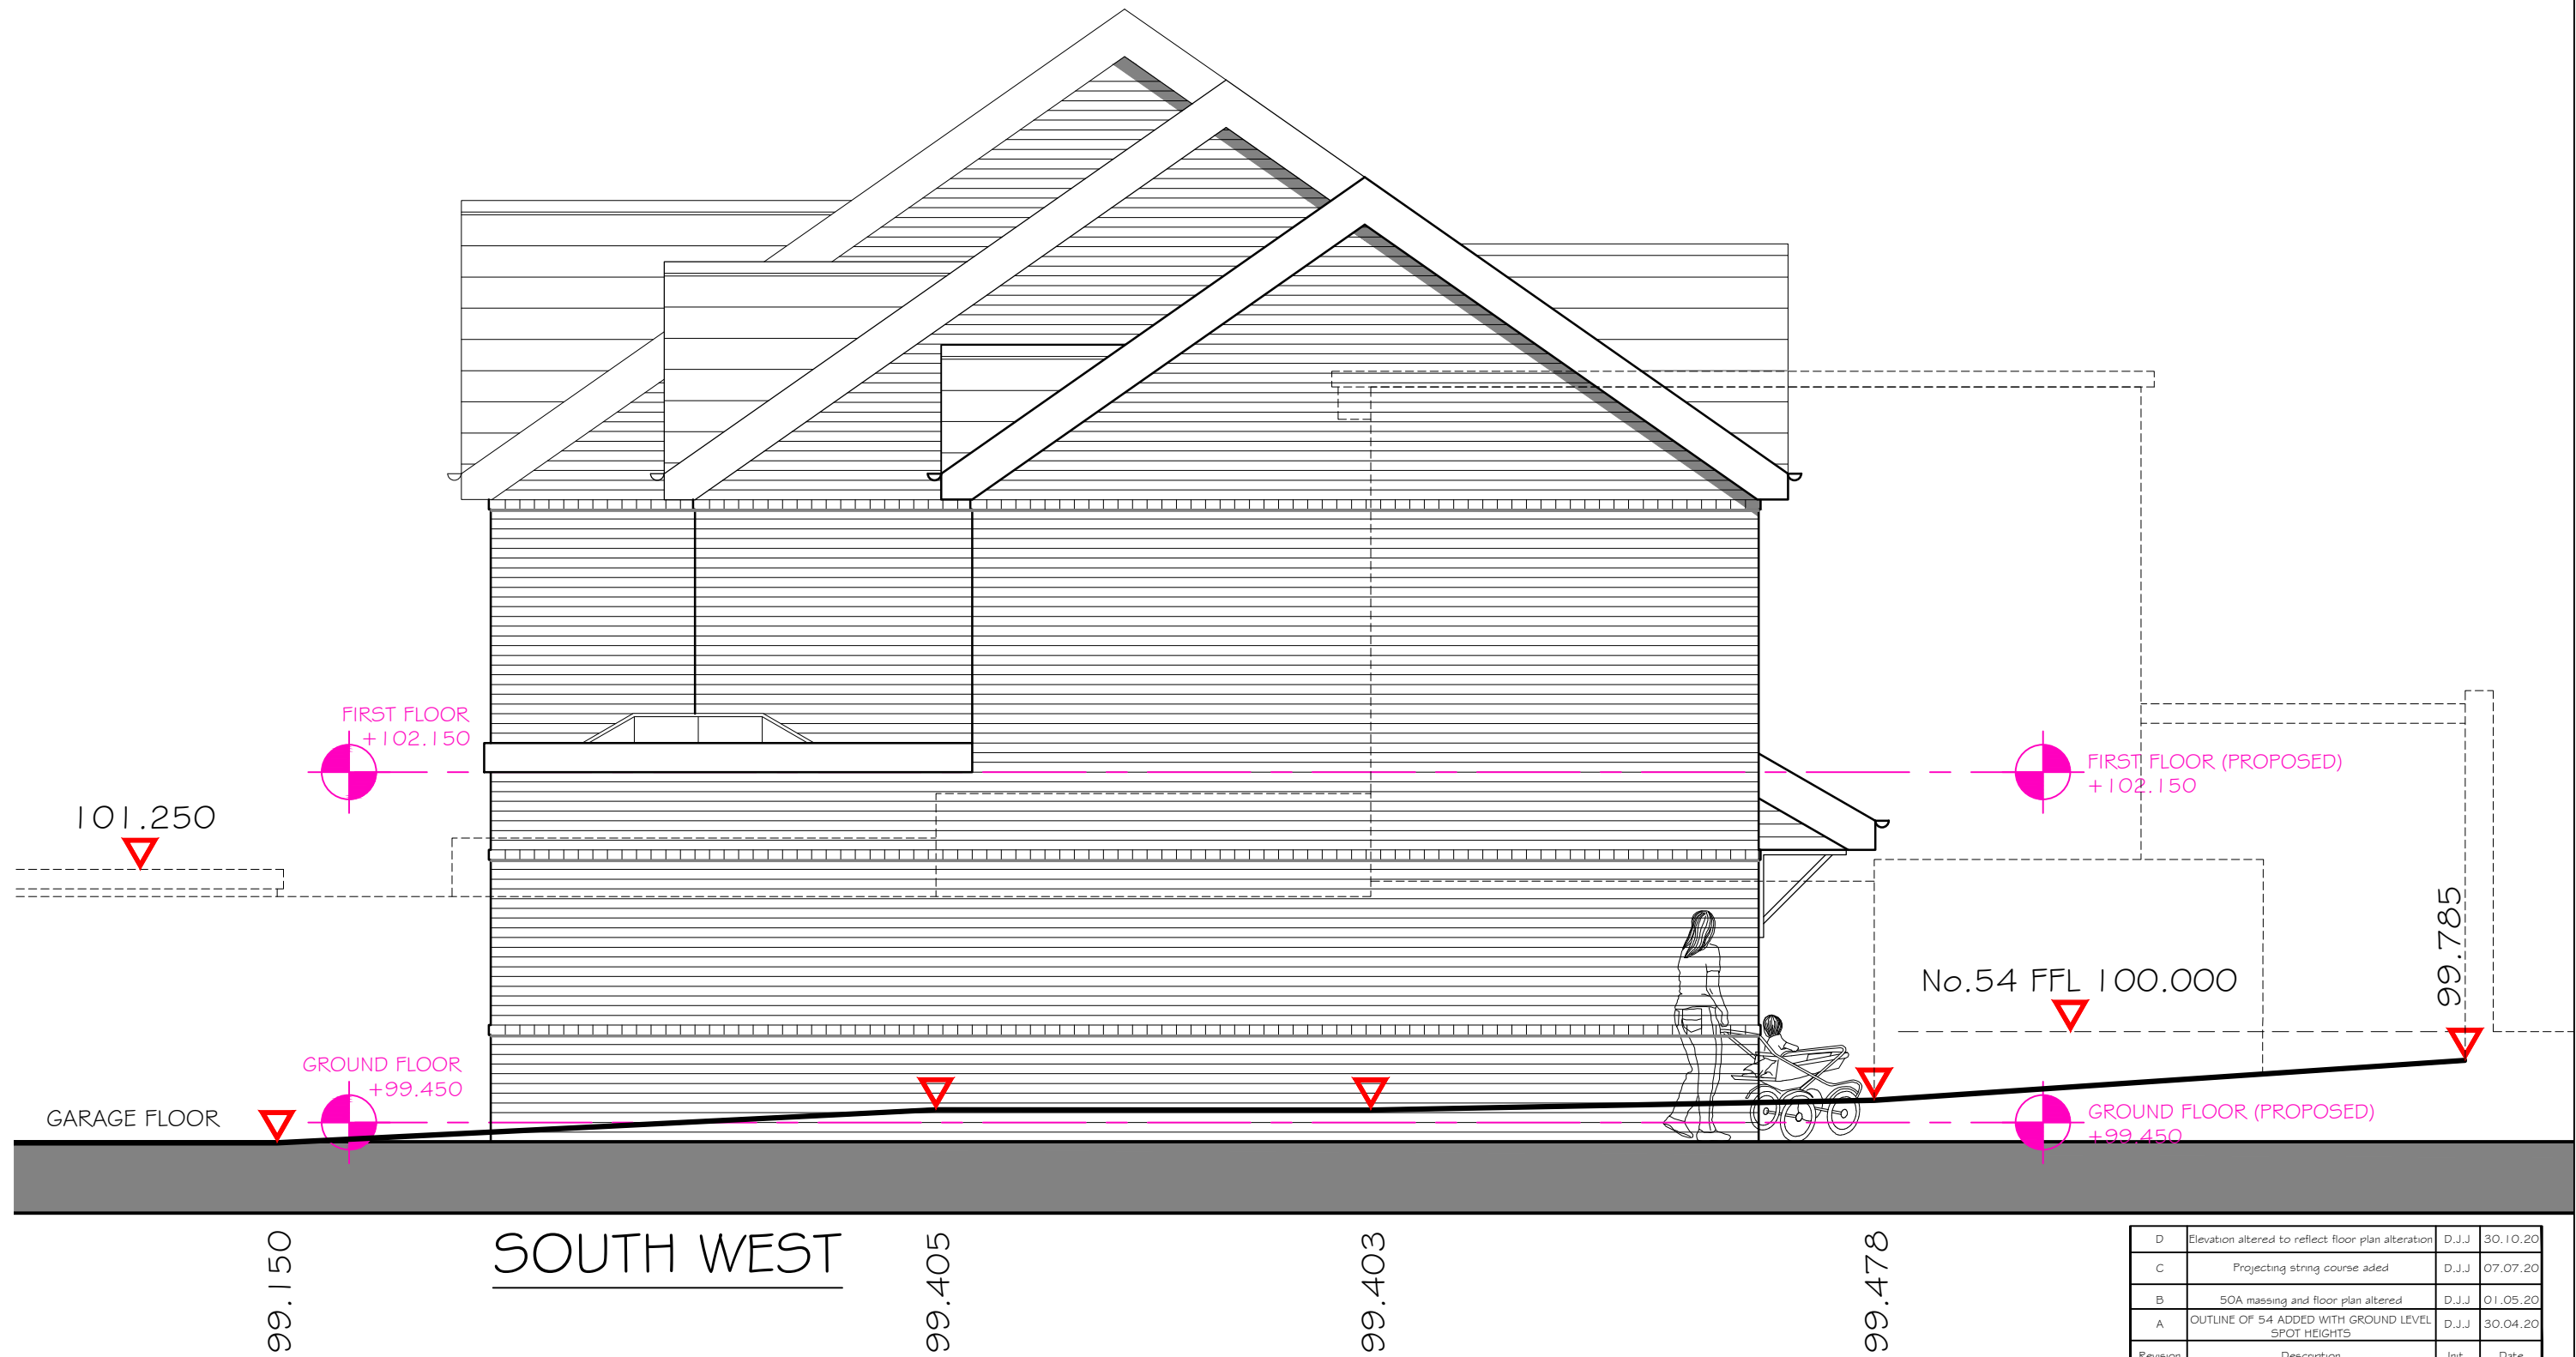 FIRST FLOOR
+102.150
FIRST FLOOR (PROPOSED)
+102.150
101.250
99.785
No.54 FFL 100.000
GROUND FLOOR
+99.450
GARAGE FLOOR
GROUND FLOOR (PROPOSED)
+99.450
99.150
SOUTH WEST
99.405
99.403
99.478
D Elevation altered to reflect floor plan alteration D.J.J 30.10.20
C Projecting string course aded D.J.J 07.07.20
B 50A massing and floor plan altered D.J.J 01.05.20
A OUTLINE OF 54 ADDED WITH GROUND LEVEL D.J.J 30.04.20
SPOT HEIGHTS
Revision Description Init Date